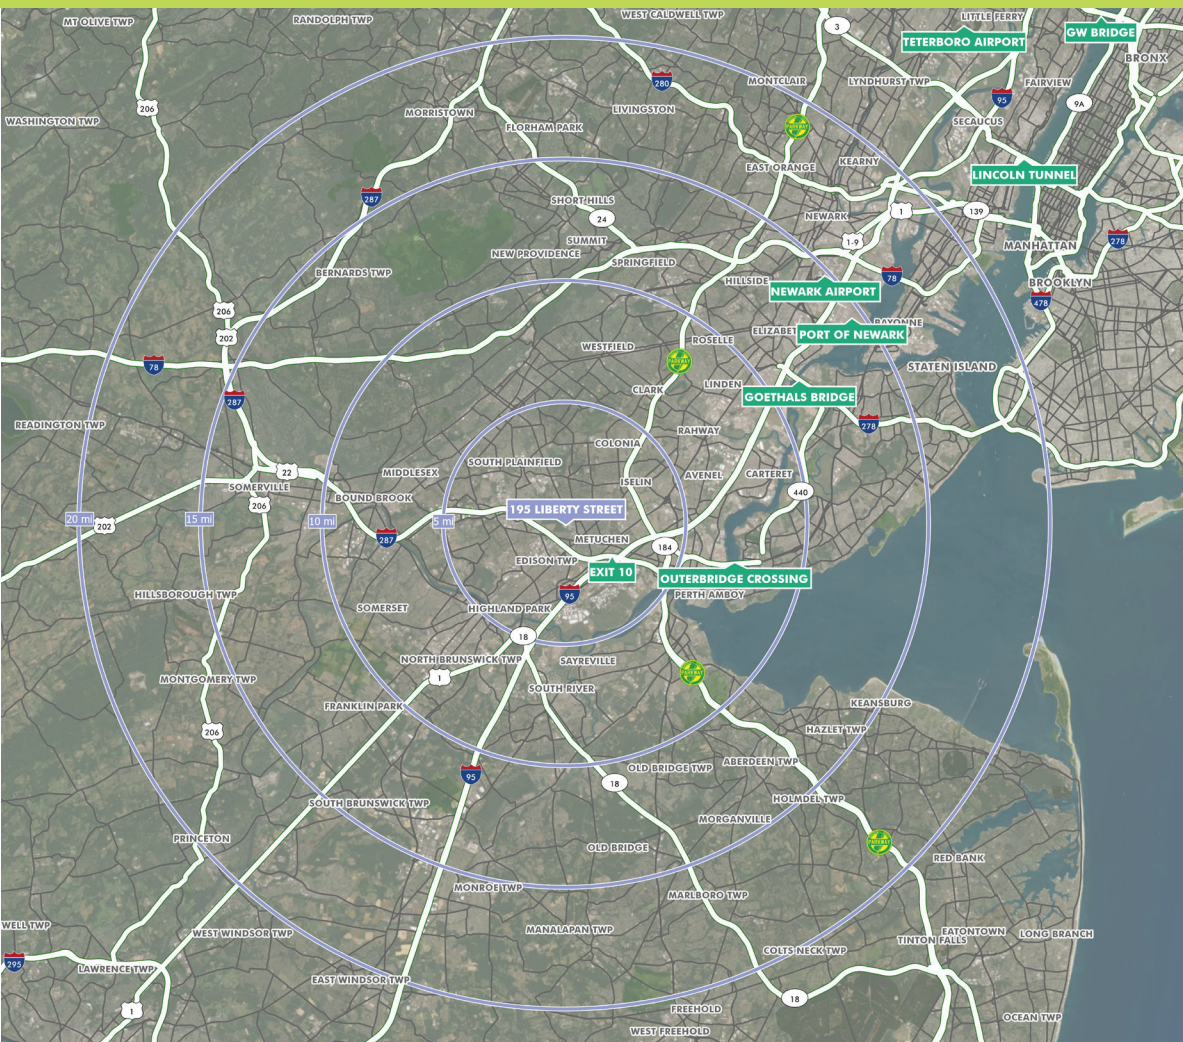 MT OLIVE TWP
RANDOLPH TWP
WEST CALDWELL TWP
LITTLE FERRY
3
GW BRIDGE
TETERBORO AIRPORT
BRONX
280
MONTCLAIR
LYNDHURST TWP
FAIRVIEW
206
95
9A
LIVINGSTON
MORRISTOWN
WASHINGTON TWP
FLORHAM PARK
PARKWAY
SECAUCUS
EAST ORANGE
KEARNY
LINCOLN TUNNEL
287
SHORT HILLS
24
NEWARK
1
139
SUMMIT
1-9
278
MANHATTAN
NEW PROVIDENCE
SPRINGFIELD
BERNARDS TWP
HILLSIDE
78
BROOKLYN
NEWARK AIRPORT
478
206
202
ELIZABET
BAYONNE
PORT OF NEWARK
ROSELLE
WESTFIELD
PARKWAY
78
STATEN ISLAND
CLARK
LINDEN
287
GOETHALS BRIDGE
READINGTON TWP
278
RAHWAY
COLONIA
SOUTH PLAINFIELD
MIDDLESEX
22
AVENEL
CARTERET
ISELIN
SOMERVILLE
440
BOUND BROOK
206
195 LIBERTY STREET
20 mi
202
15 mi
10 mi
5 mi
287
METUCHEN
184
EDISON TWP
EXIT 10
OUTERBRIDGE CROSSING
HILLSBOROUGH TWP
95
PERTH AMBOY
SOMERSET
HIGHLAND PARK
18
NORTH BRUNSWICK TWP
SAYREVILLE
MONTGOMERY TWP
1
PARKWAY
SOUTH RIVER
FRANKLIN PARK
KEANSBURG
206
HAZLET TWP
95
OLD BRIDGE TWP
ABERDEEN TWP
18
SOUTH BRUNSWICK TWP
HOLMDEL TWP
MORGANVILLE
PRINCETON
PARKWAY
OLD BRIDGE
RED BANK
MONROE TWP
MARLBORO TWP
WELL TWP
WEST WINDSOR TWP
MANALAPAN TWP
EATONTOWN
LONG BRANCH
TINTON FALLS
COLTS NECK TWP
295
LAWRENCE TWP
EAST WINDSOR TWP
18
1
FREEHOLD
OCEAN TWP
WEST FREEHOLD